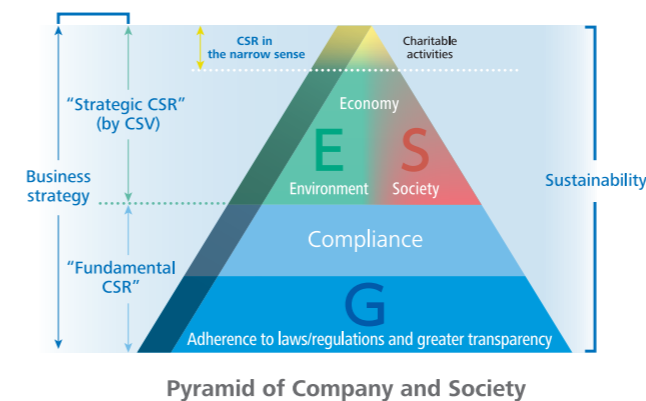 CSR in
the narrow sense
Charitable
activities
“Strategic CSR”
(by CSV)
Economy
E
S
Environment
Society
Business
strategy
Sustainability
Compliance
“Fundamental
CSR”
G
Adherence to laws/regulations and greater transparency
Pyramid of Company and Society